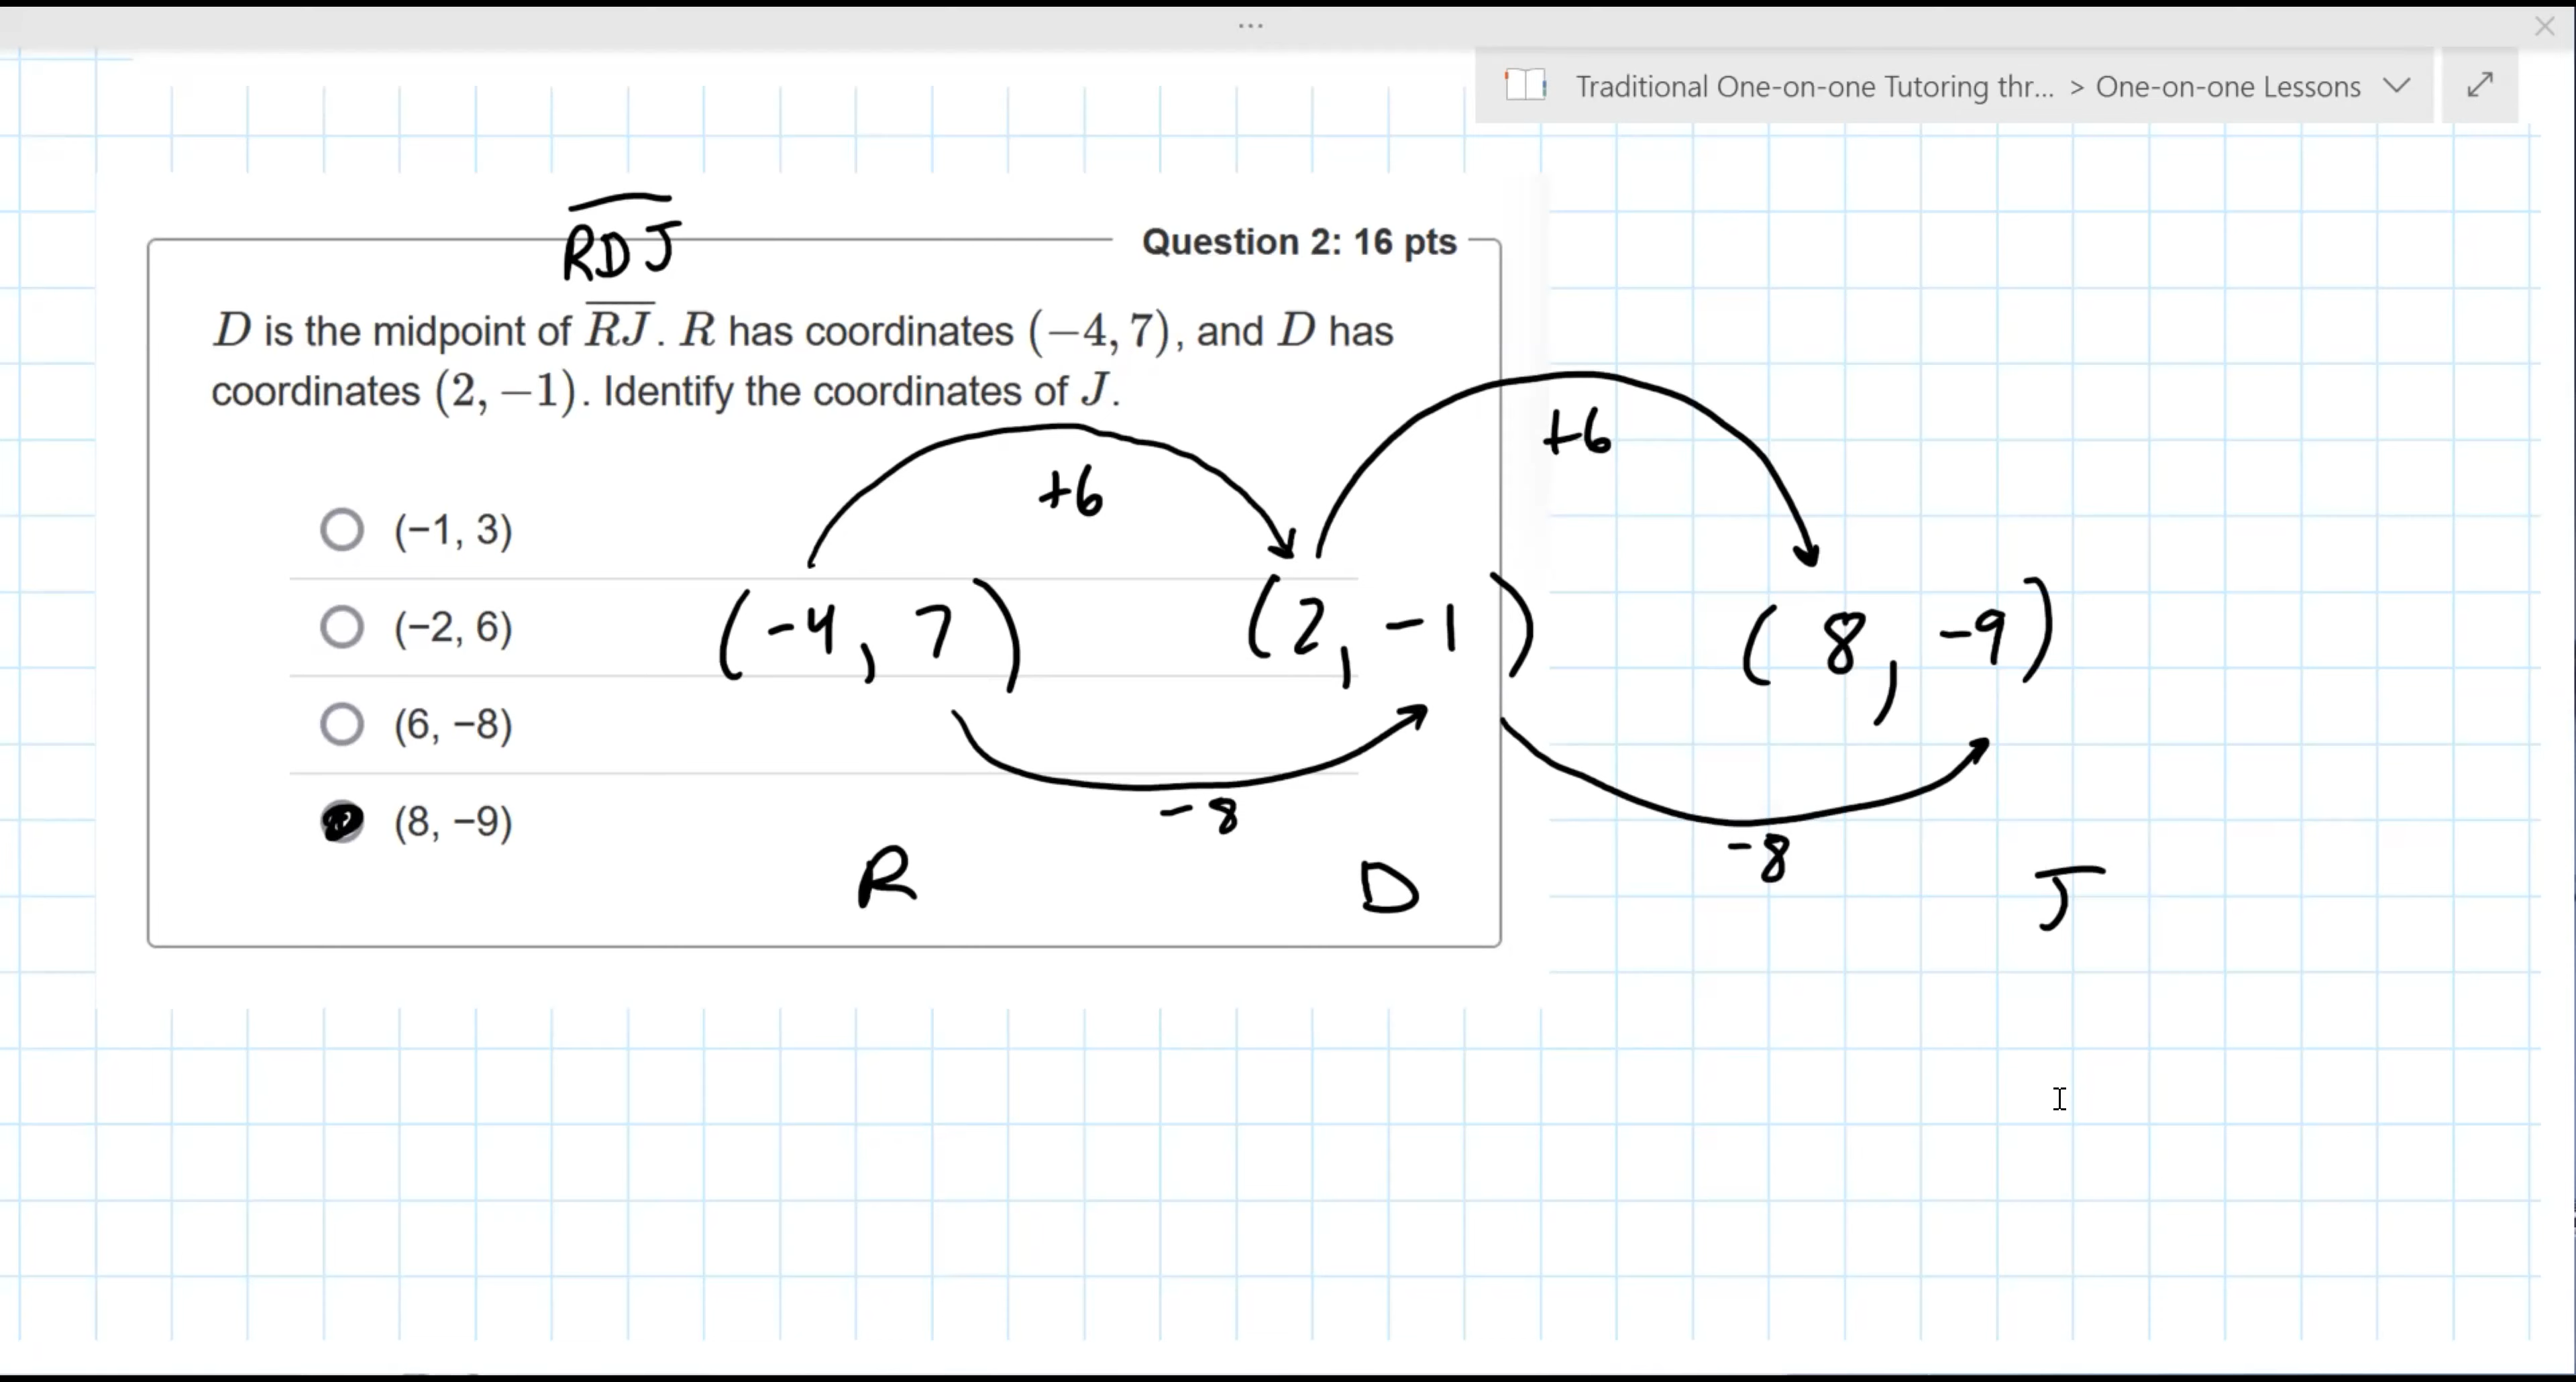 ...
Traditional One-on-one Tutoring thr... > One-on-one Lessons
RDJ
Question 2: 16 pts
D is the midpoint of RJ. R has coordinates (−4, 7), and D has
coordinates (2, −1). Identify the coordinates of J.
+6
+6
(−1, 3)
(−2, 6)
(-4, 7) (2, -1) (8, -9)
(6, −8)
(8, −9)
-8
-8
R D J